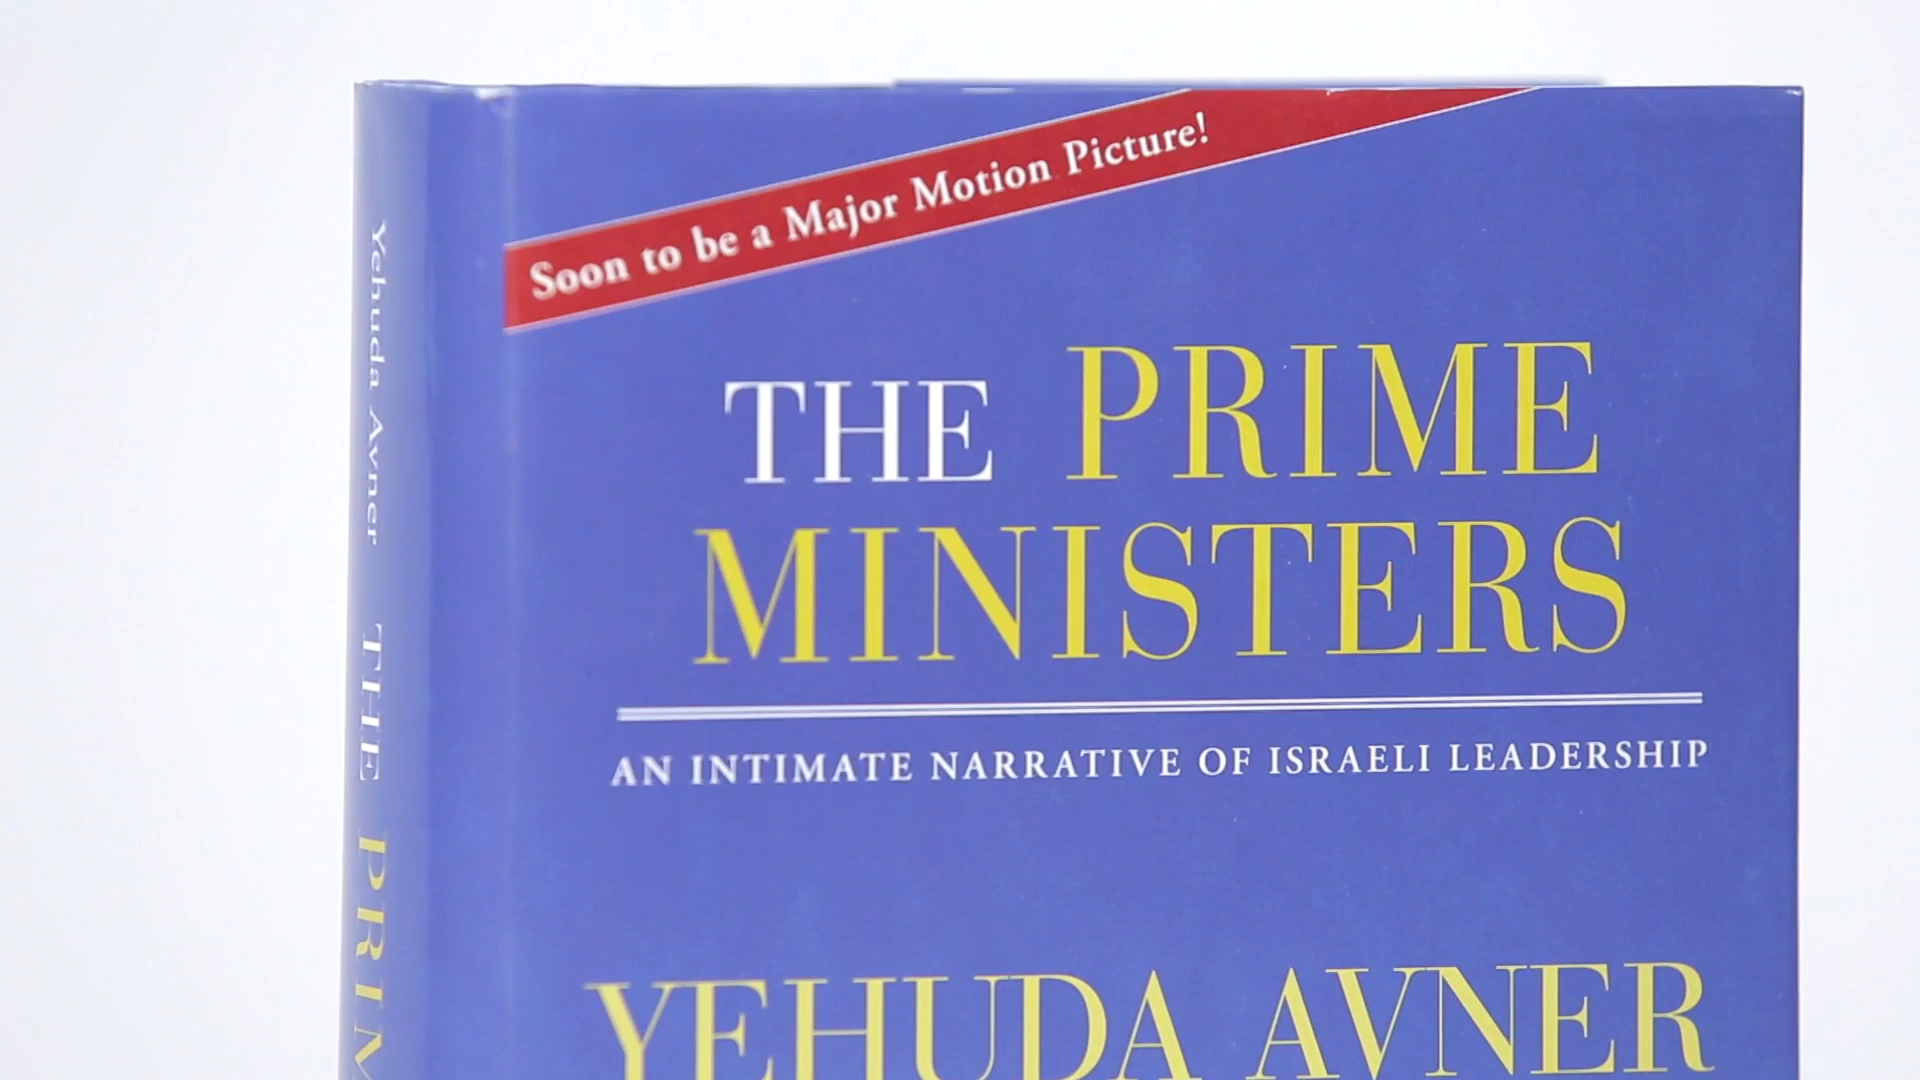 Soon to be a Major Motion Picture!
THE PRIME
MINISTERS
AN INTIMATE NARRATIVE OF ISRAELI LEADERSHIP
YEHUDA AVNER
Yehuda Avner THE PRIM